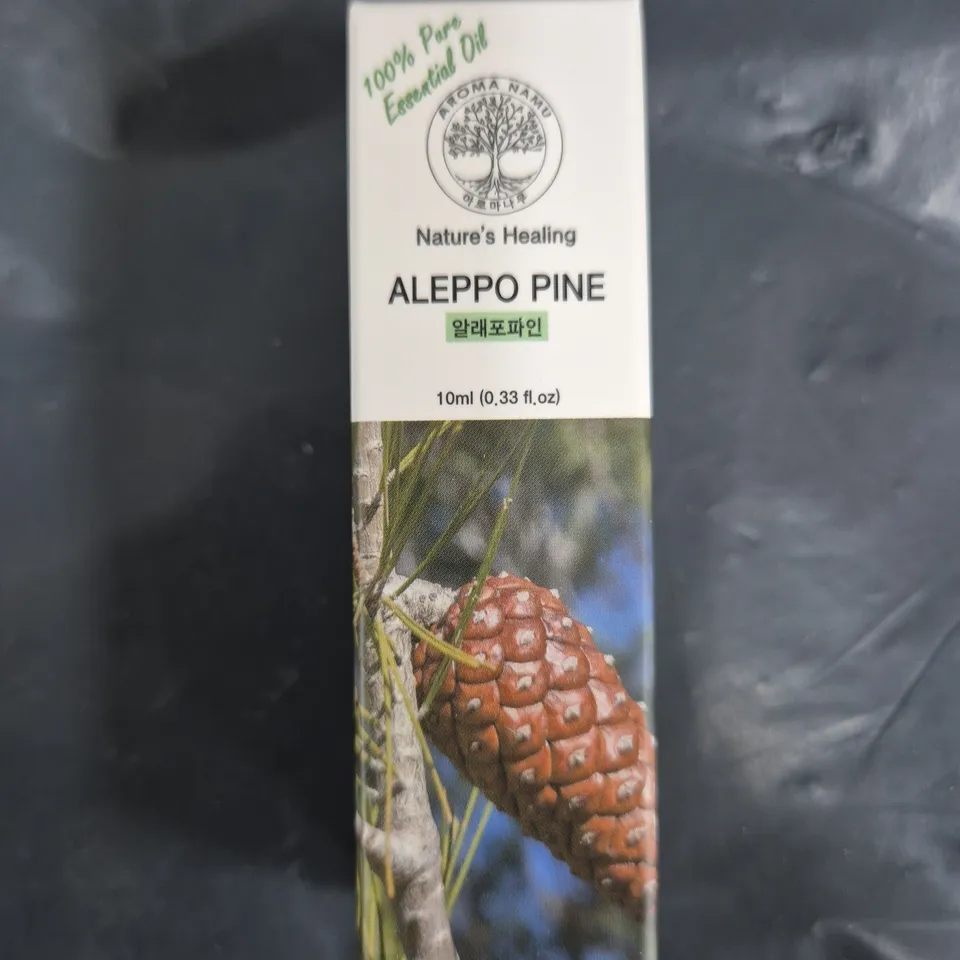 100% Pure
Essential Oil
AROMA NAMU
아로마나무
Nature's Healing
ALEPPO PINE
알래포파인
10ml (0.33 fl.oz)